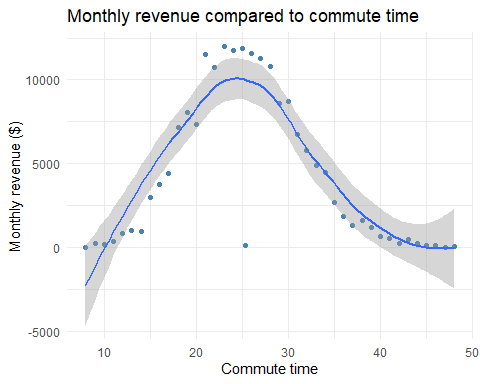 Monthly revenue compared to commute time
Monthly revenue ($)
10000
5000
0
-5000
10 20 30 40 50
Commute time